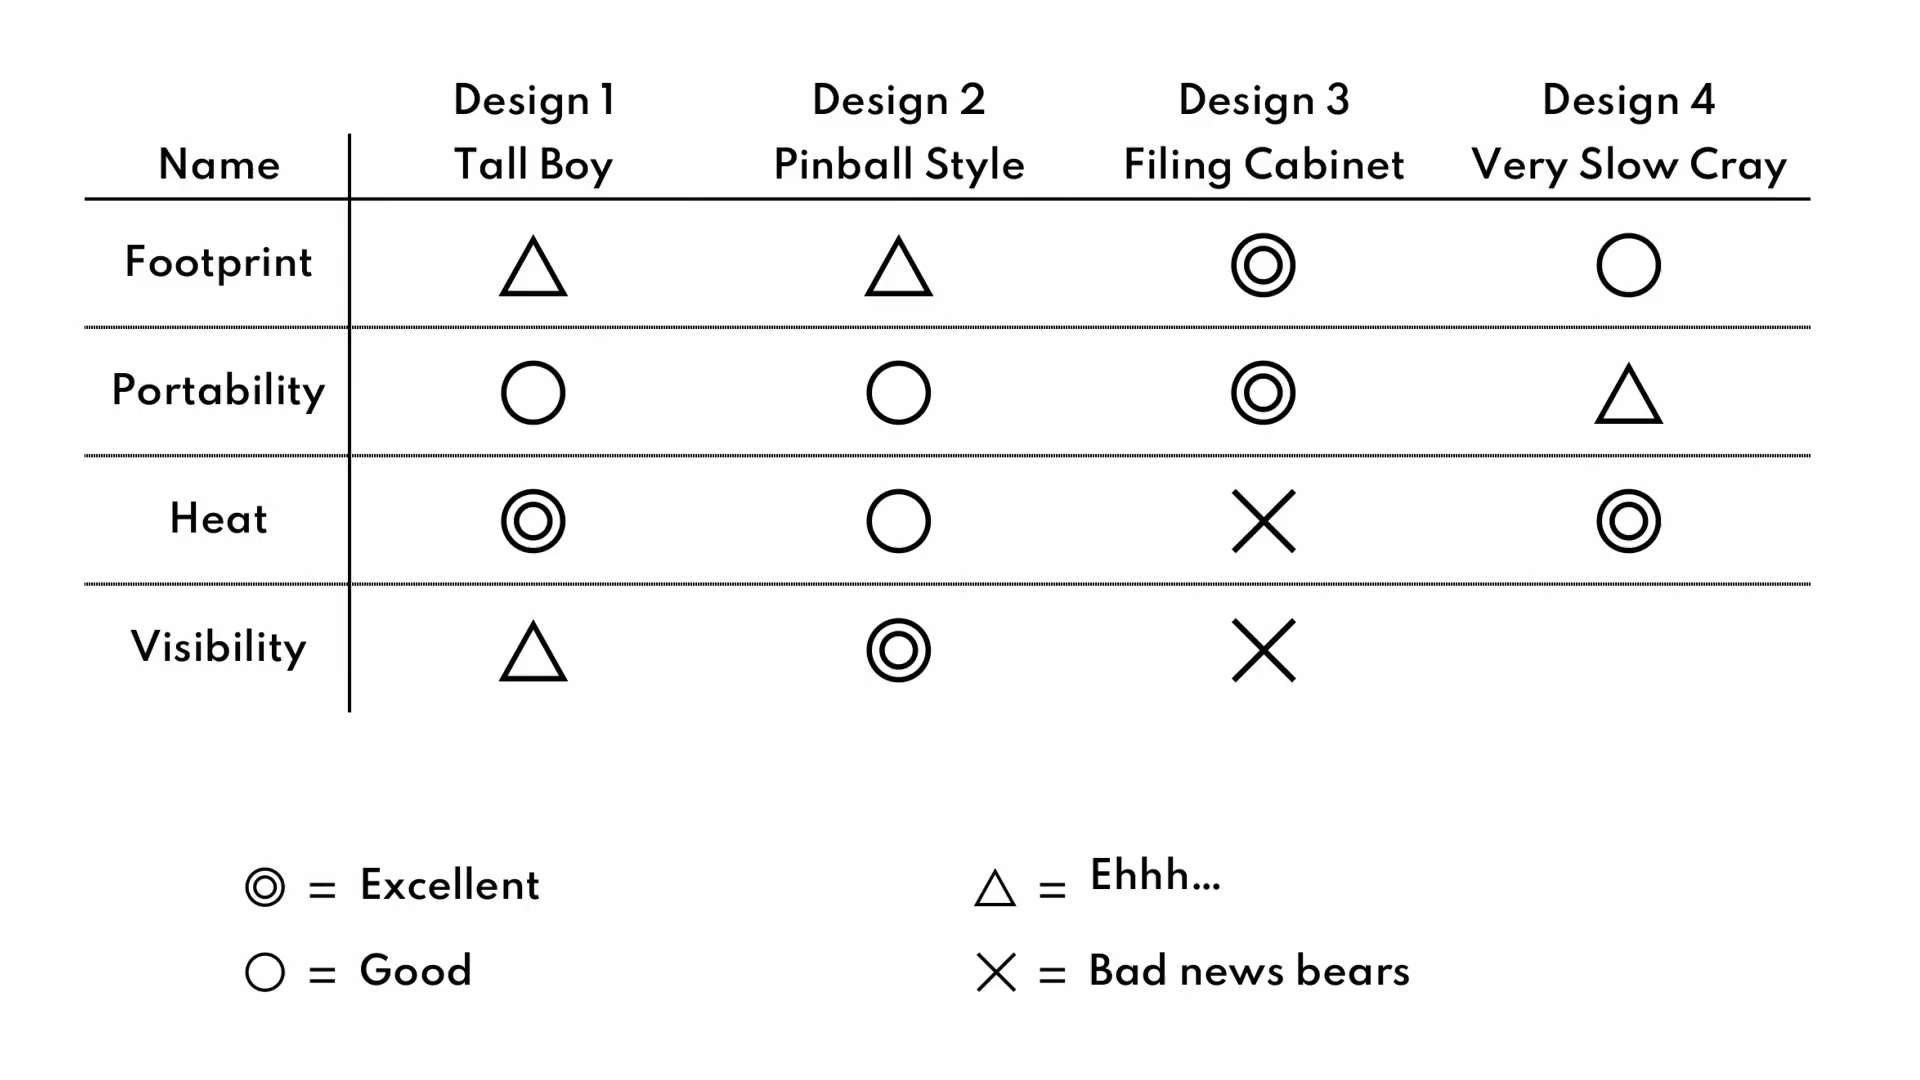 Design 1 Design 2 Design 3 Design 4
Name Tall Boy Pinball Style Filing Cabinet Very Slow Cray
Footprint △ △ ◎ ○
Portability ○ ○ ◎ △
Heat ◎ ○ ✕ ◎
Visibility △ ◎ ✕
◎ = Excellent △ = Ehhh...
○ = Good ✕ = Bad news bears